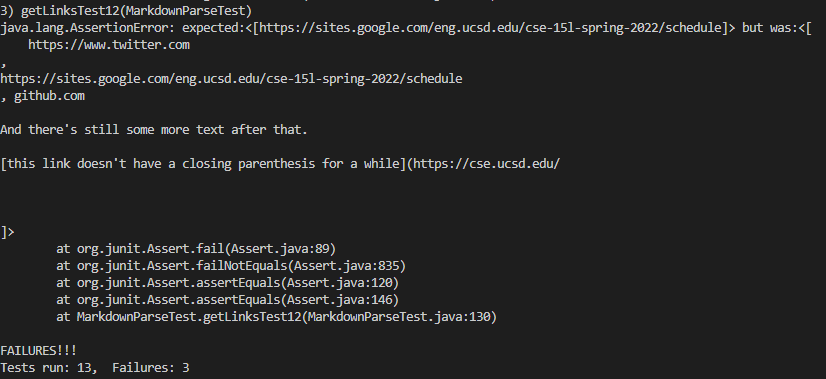 3) getLinksTest12(MarkdownParseTest)
java.lang.AssertionError: expected:<[https://sites.google.com/eng.ucsd.edu/cse-15l-spring-2022/schedule]> but was:<[
    https://www.twitter.com
,
https://sites.google.com/eng.ucsd.edu/cse-15l-spring-2022/schedule
, github.com

And there's still some more text after that.

[this link doesn't have a closing parenthesis for a while](https://cse.ucsd.edu/



]>
        at org.junit.Assert.fail(Assert.java:89)
        at org.junit.Assert.failNotEquals(Assert.java:835)
        at org.junit.Assert.assertEquals(Assert.java:120)
        at org.junit.Assert.assertEquals(Assert.java:146)
        at MarkdownParseTest.getLinksTest12(MarkdownParseTest.java:130)

FAILURES!!!
Tests run: 13,  Failures: 3